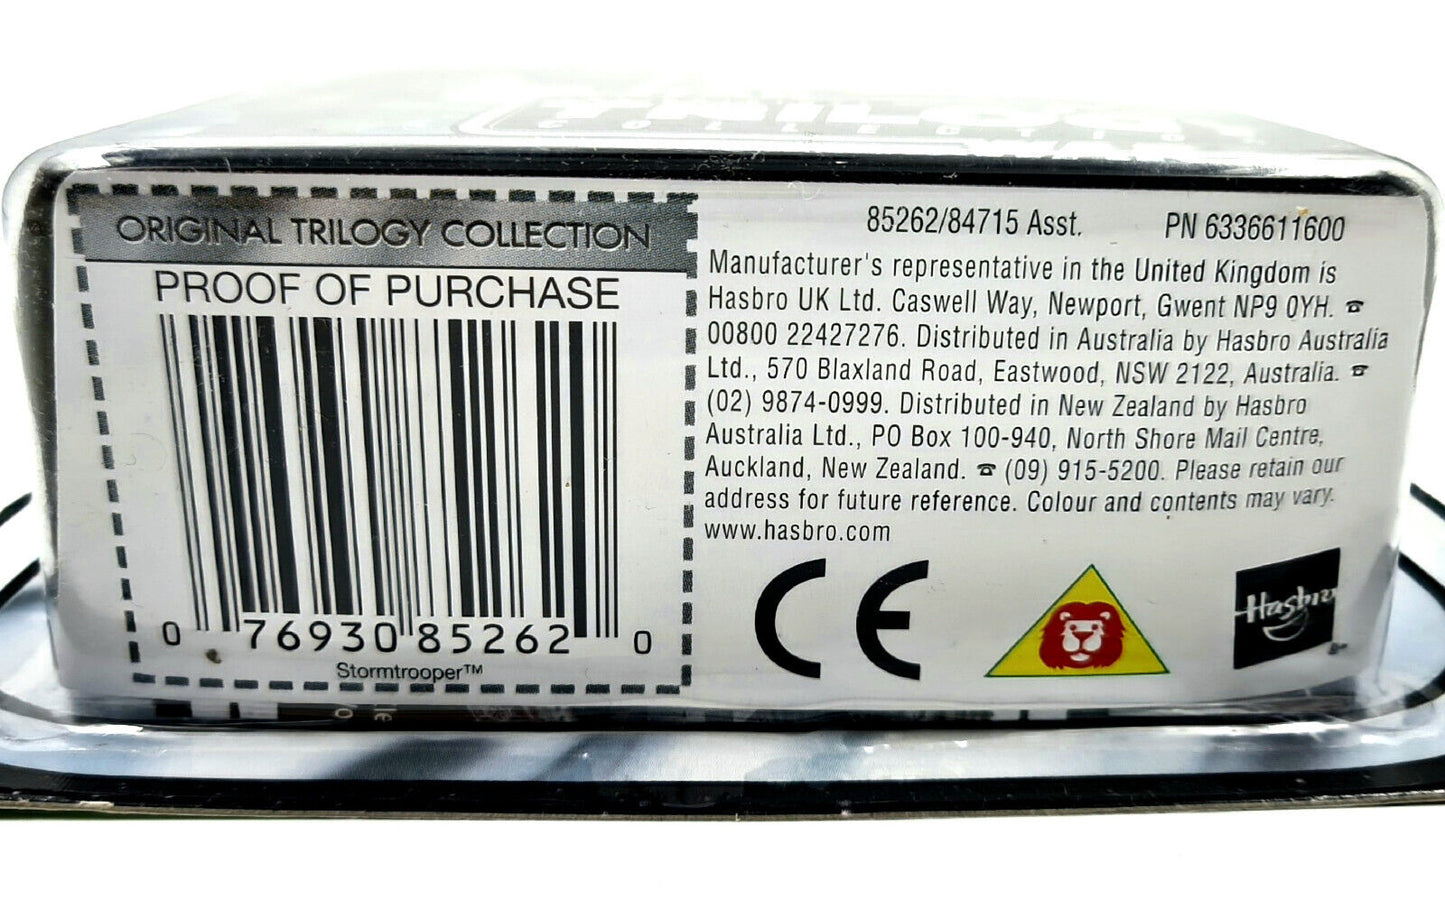 TRILOG
COLLECTIO
ORIGINAL TRILOGY COLLECTION
PROOF OF PURCHASE
0 76930 85262 0
Stormtrooper™
85262/84715 Asst. PN 6336611600
Manufacturer's representative in the United Kingdom is
Hasbro UK Ltd. Caswell Way, Newport, Gwent NP9 0YH. ☎
00800 22427276. Distributed in Australia by Hasbro Australia
Ltd., 570 Blaxland Road, Eastwood, NSW 2122, Australia. ☎
(02) 9874-0999. Distributed in New Zealand by Hasbro
Australia Ltd., PO Box 100-940, North Shore Mail Centre,
Auckland, New Zealand. ☎ (09) 915-5200. Please retain our
address for future reference. Colour and contents may vary.
www.hasbro.com
CE
Hasbro